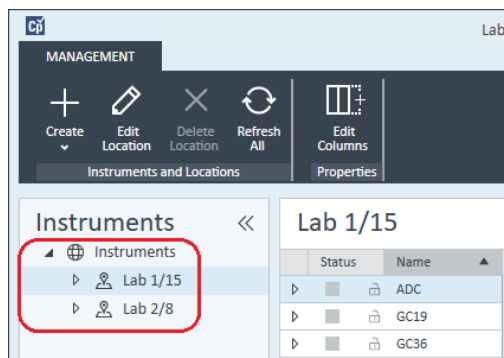 Cp
Lab
MANAGEMENT
Create
Edit Location
Delete Location
Refresh All
Edit Columns
Instruments and Locations
Properties
Instruments
Instruments
Lab 1/15
Lab 2/8
Lab 1/15
Status Name
ADC
GC19
GC36